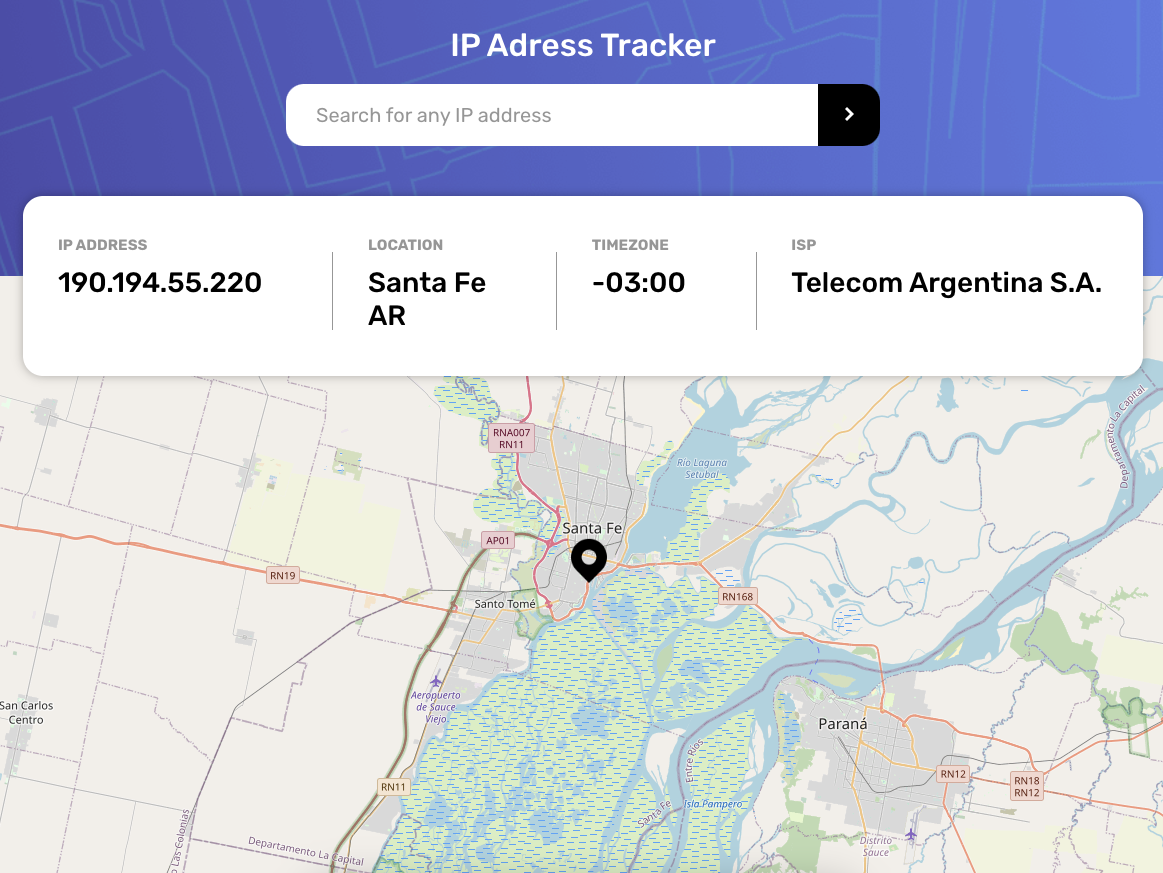 IP Adress Tracker
Search for any IP address
IP ADDRESS
190.194.55.220
LOCATION
Santa Fe
AR
TIMEZONE
-03:00
ISP
Telecom Argentina S.A.
RNA007
RN11
Río Laguna
Setúbal
Departamento La Capital
Santa Fe
AP01
RN19
RN168
Santo Tomé
Aeropuerto
de Sauce
Viejo
San Carlos
Centro
Paraná
Entre Ríos
Santa Fe
Isla Pampero
RN11
RN12
RN18
RN12
Distrito
Sauce
Departamento La Capital
o Las Colonias